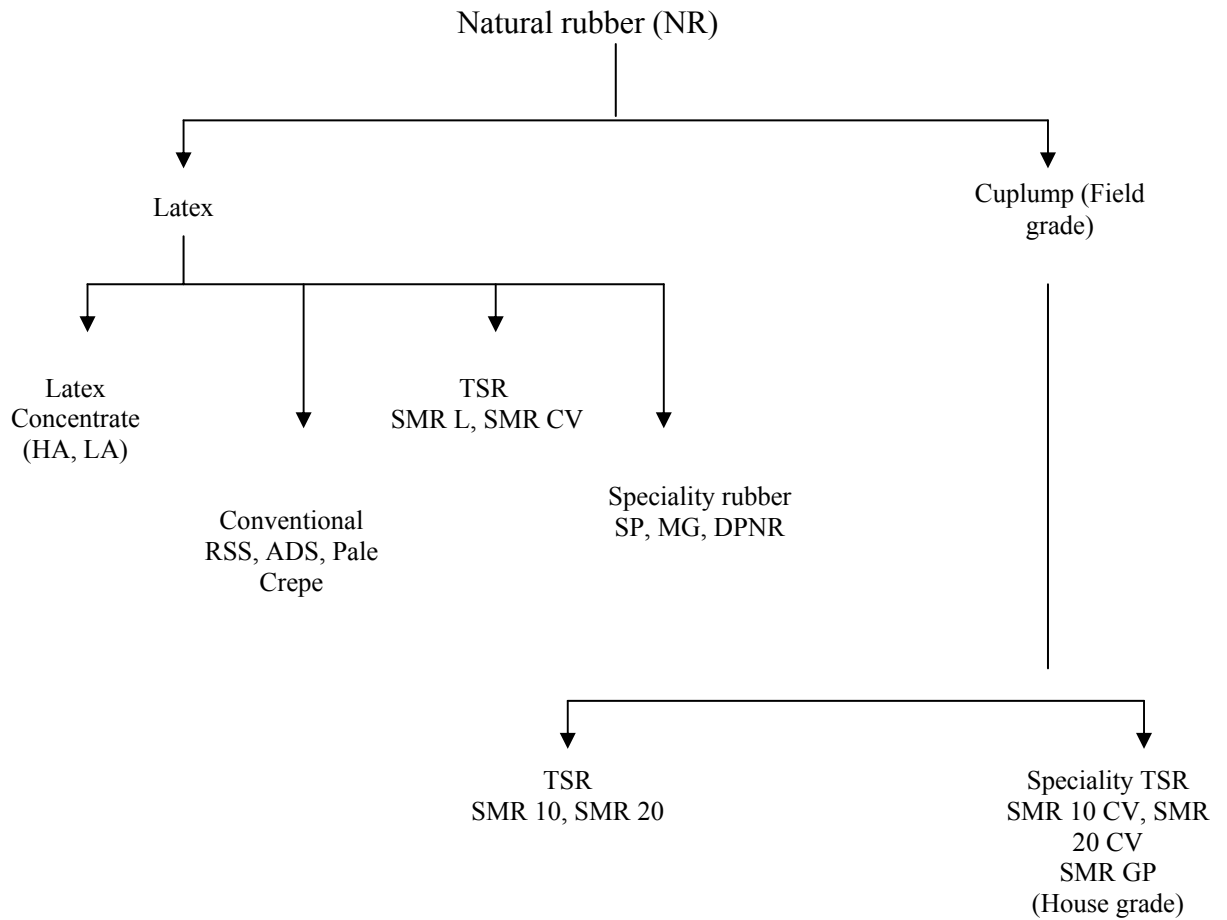 Natural rubber (NR)
Latex
Cuplump (Field
grade)
Latex
Concentrate
(HA, LA)
TSR
SMR L, SMR CV
Conventional
RSS, ADS, Pale
Crepe
Speciality rubber
SP, MG, DPNR
TSR
SMR 10, SMR 20
Speciality TSR
SMR 10 CV, SMR
20 CV
SMR GP
(House grade)